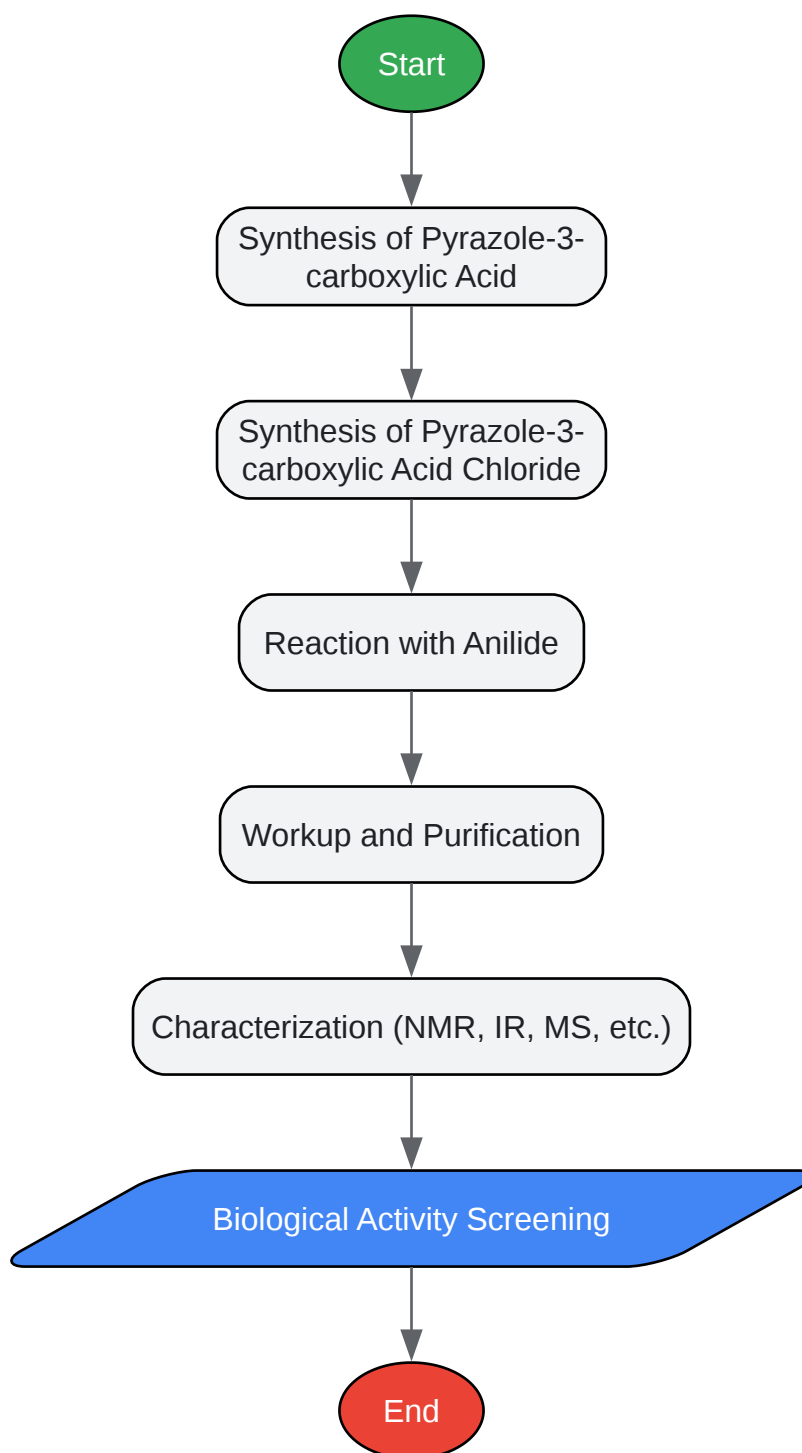 Start
Synthesis of Pyrazole-3-
carboxylic Acid
Synthesis of Pyrazole-3-
carboxylic Acid Chloride
Reaction with Anilide
Workup and Purification
Characterization (NMR, IR, MS, etc.)
Biological Activity Screening
End